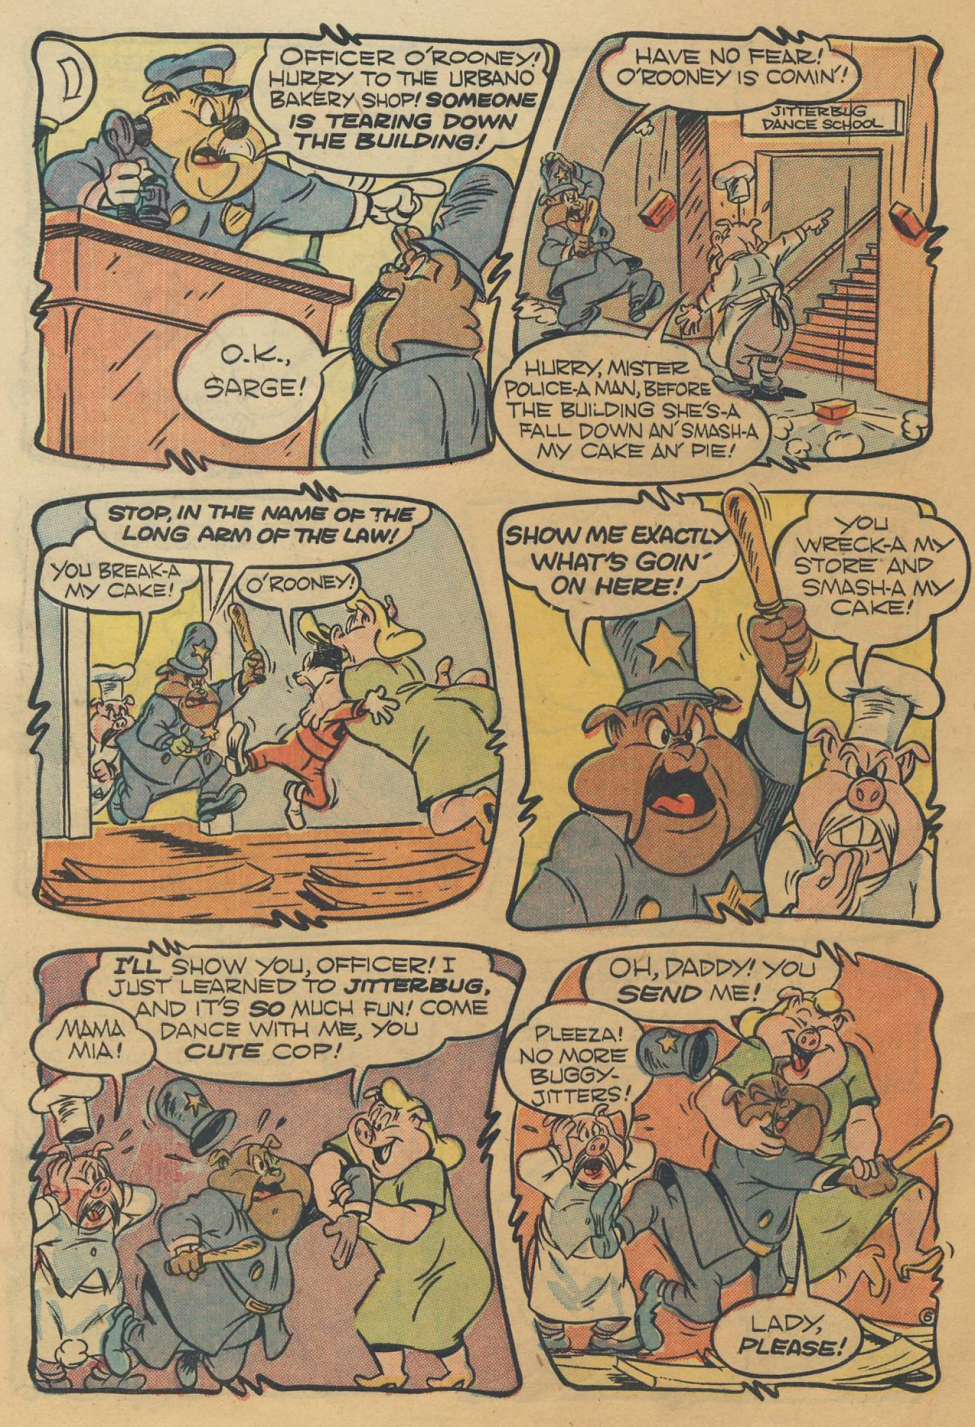 OFFICER O'ROONEY!
HURRY TO THE URBANO
BAKERY SHOP! SOMEONE
IS TEARING DOWN
THE BUILDING!
O.K.,
SARGE!
HAVE NO FEAR!
O'ROONEY IS COMIN'!
JITTERBUG
DANCE SCHOOL
HURRY, MISTER
POLICE-A MAN, BEFORE
THE BUILDING SHE'S-A
FALL DOWN AN' SMASH-A
MY CAKE AN' PIE!
STOP, IN THE NAME OF THE
LONG ARM OF THE LAW!
YOU BREAK-A
MY CAKE!
O'ROONEY!
SHOW ME EXACTLY
WHAT'S GOIN'
ON HERE!
YOU
WRECK-A MY
STORE AND
SMASH-A MY
CAKE!
I'LL SHOW YOU, OFFICER! I
JUST LEARNED TO JITTERBUG,
AND IT'S SO MUCH FUN! COME
DANCE WITH ME, YOU
CUTE COP!
MAMA
MIA!
OH, DADDY! YOU
SEND ME!
PLEEZA!
NO MORE
BUGGY-
JITTERS!
LADY,
PLEASE!
6